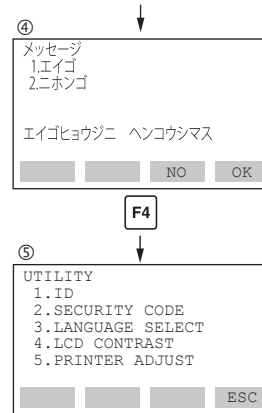 ④
メッセージ
1.エイゴ
2.ニホンゴ
エイゴヒョウジニ ヘンコウシマス
NO OK
F4
⑤
UTILITY
1.ID
2.SECURITY CODE
3.LANGUAGE SELECT
4.LCD CONTRAST
5.PRINTER ADJUST
ESC